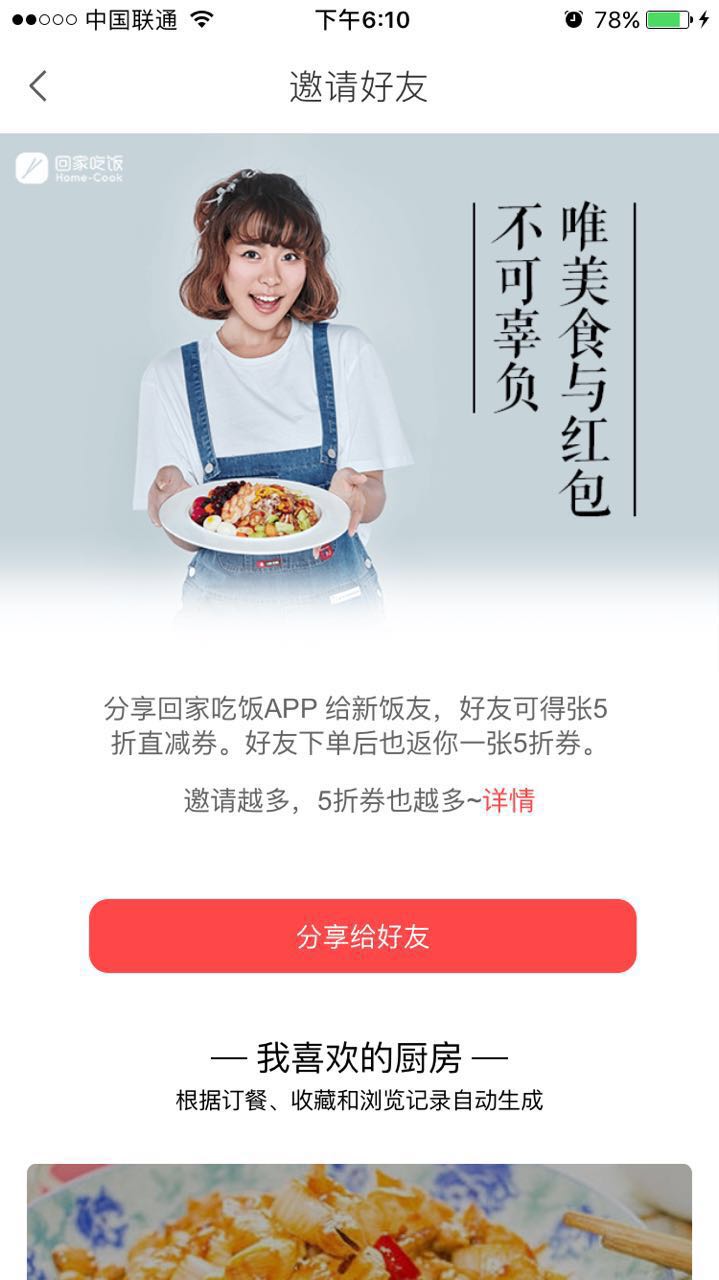 中国联通
下午6:10
78%
邀请好友
回家吃饭
Home-Cook
唯美食与红包
不可辜负
分享回家吃饭APP 给新饭友，好友可得张5
折直减券。好友下单后也返你一张5折券。
邀请越多，5折券也越多~详情
分享给好友
— 我喜欢的厨房 —
根据订餐、收藏和浏览记录自动生成